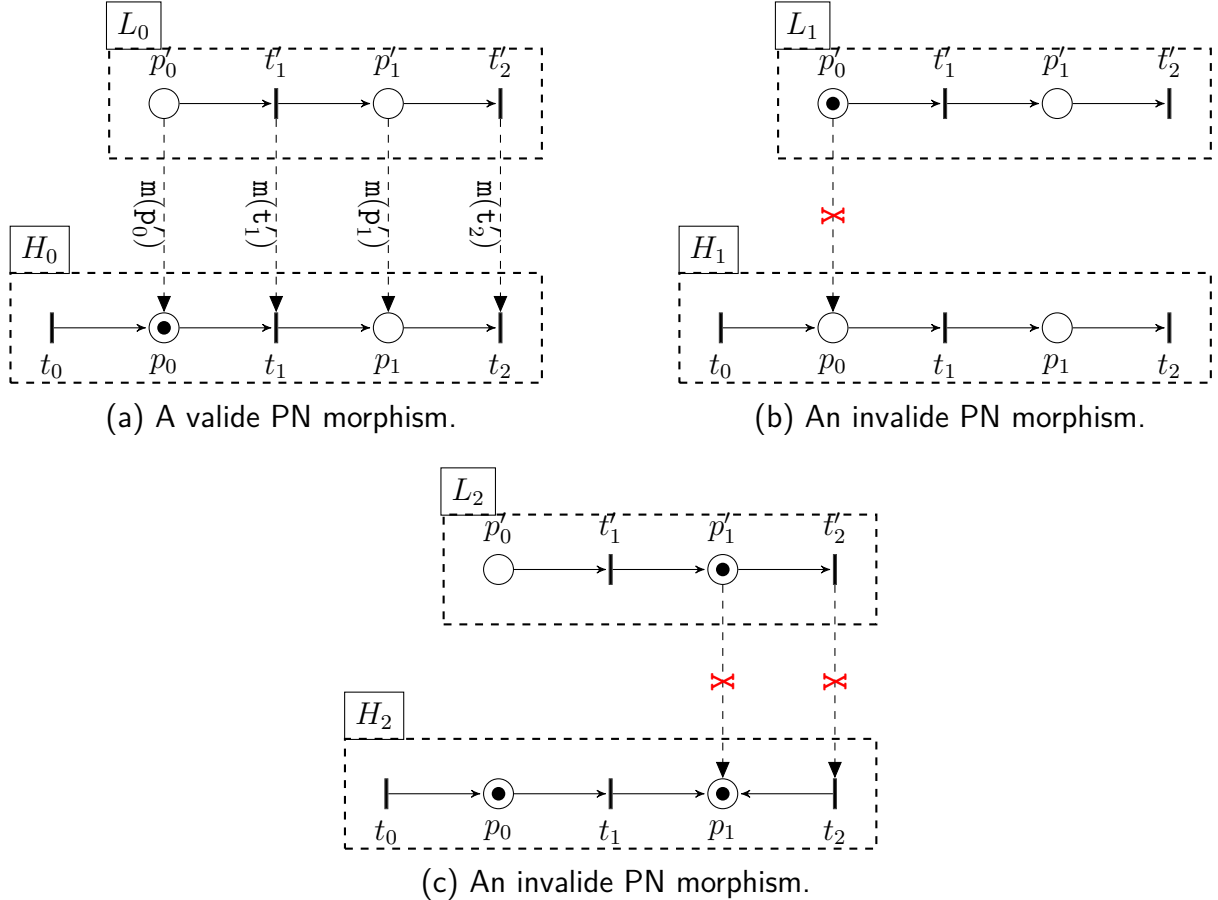 L₀
p′₀ t′₁ p′₁ t′₂
m(p′₀) m(t′₁) m(p′₁) m(t′₂)
H₀
t₀ p₀ t₁ p₁ t₂
(a) A valide PN morphism.
L₁
p′₀ t′₁ p′₁ t′₂
X
H₁
t₀ p₀ t₁ p₁ t₂
(b) An invalide PN morphism.
L₂
p′₀ t′₁ p′₁ t′₂
X X
H₂
t₀ p₀ t₁ p₁ t₂
(c) An invalide PN morphism.